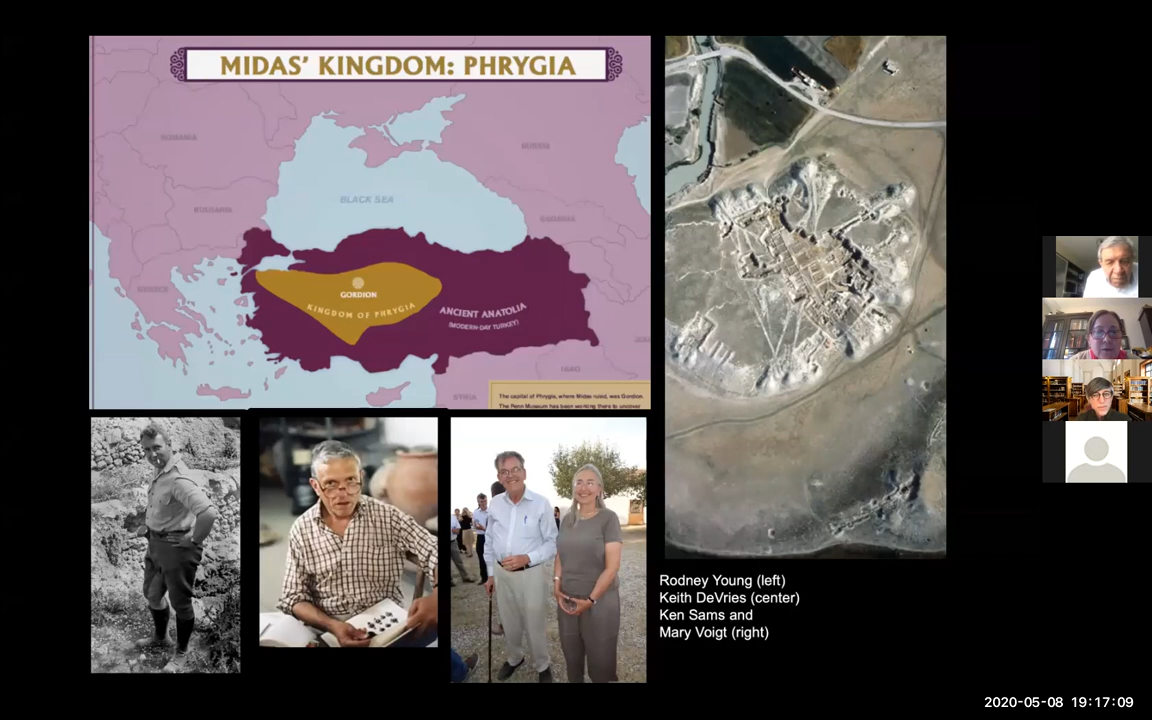 MIDAS' KINGDOM: PHRYGIA
ROMANIA
RUSSIA
BLACK SEA
BULGARIA
GEORGIA
GREECE
GORDION
KINGDOM OF PHRYGIA
ANCIENT ANATOLIA
(MODERN-DAY TURKEY)
IRAQ
SYRIA
The capital of Phrygia, where Midas ruled, was Gordion.
The Penn Museum has been working there to uncover
Rodney Young (left)
Keith DeVries (center)
Ken Sams and
Mary Voigt (right)
2020-05-08 19:17:09